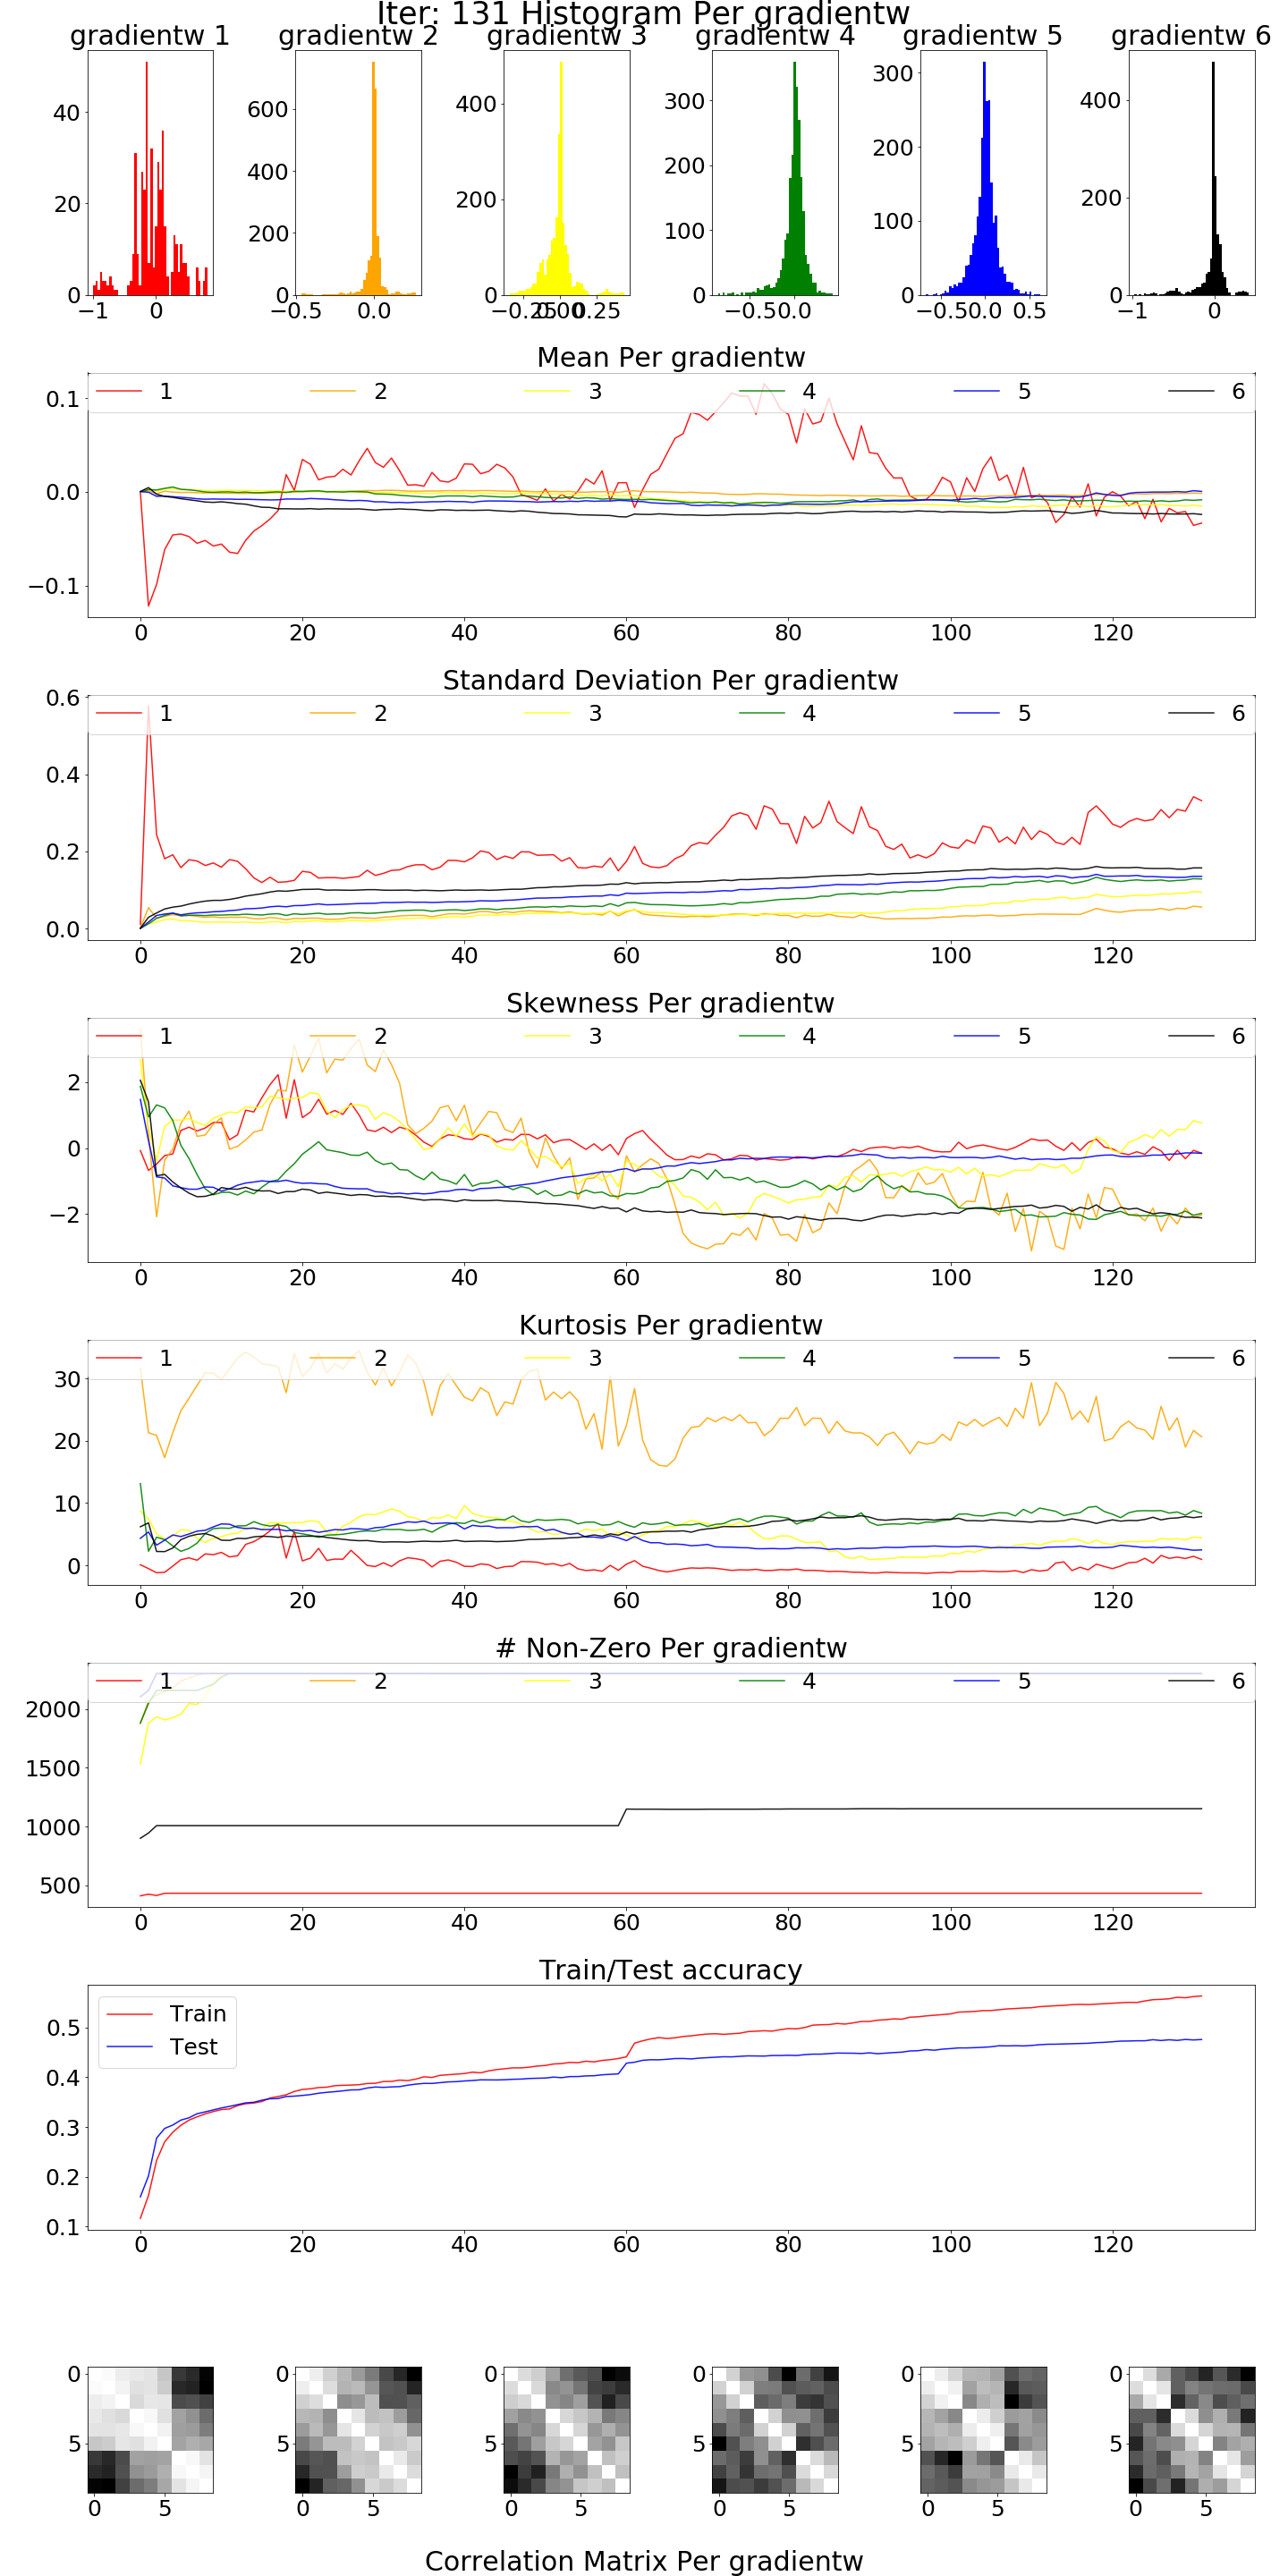 Iter: 131 Histogram Per gradientw
gradientw 1 gradientw 2 gradientw 3 gradientw 4 gradientw 5 gradientw 6
40
20
0
−1 0
600
400
200
0
−0.5 0.0
400
200
0
−0.25 0.00 0.25
300
200
100
0
−0.5 0.0
300
200
100
0
−0.5 0.0 0.5
400
200
0
−1 0
Mean Per gradientw
1 2 3 4 5 6
0.1
0.0
−0.1
0 20 40 60 80 100 120
Standard Deviation Per gradientw
1 2 3 4 5 6
0.6
0.4
0.2
0.0
0 20 40 60 80 100 120
Skewness Per gradientw
1 2 3 4 5 6
2
0
−2
0 20 40 60 80 100 120
Kurtosis Per gradientw
1 2 3 4 5 6
30
20
10
0
0 20 40 60 80 100 120
# Non-Zero Per gradientw
1 2 3 4 5 6
2000
1500
1000
500
0 20 40 60 80 100 120
Train/Test accuracy
Train
Test
0.5
0.4
0.3
0.2
0.1
0 20 40 60 80 100 120
0 0 0 0 0 0
5 5 5 5 5 5
0 5 0 5 0 5 0 5 0 5 0 5
Correlation Matrix Per gradientw